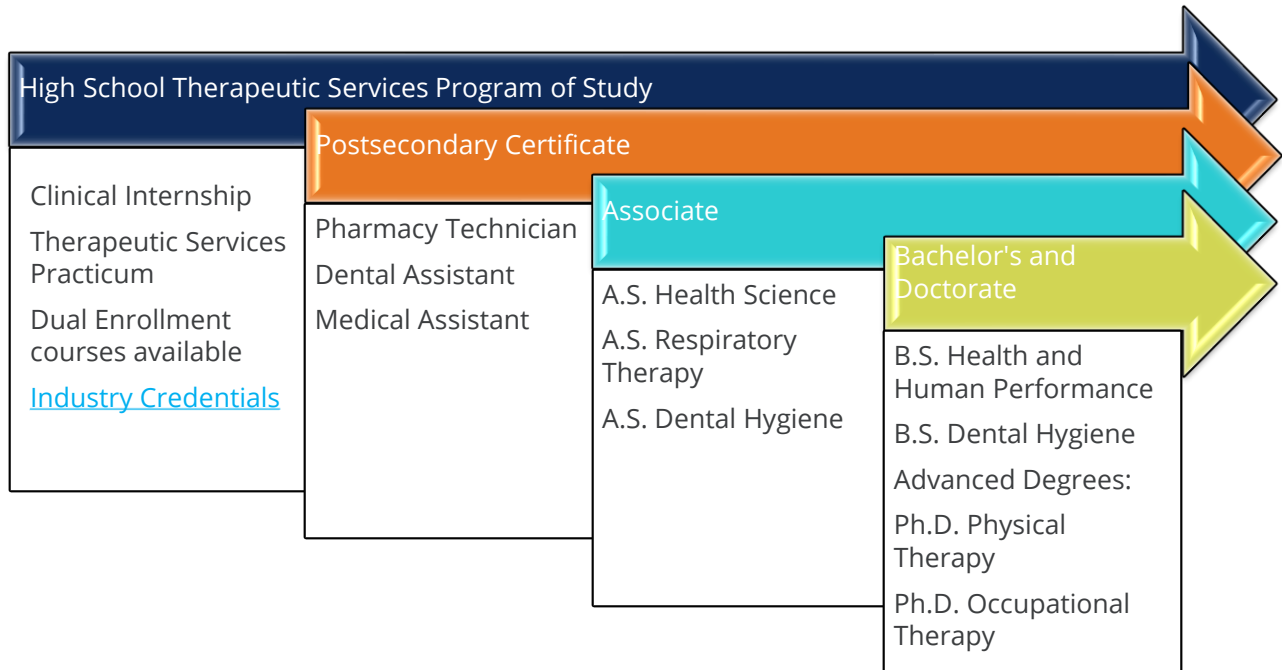 High School Therapeutic Services Program of Study
Clinical Internship
Therapeutic Services
Practicum
Dual Enrollment
courses available
Industry Credentials
Postsecondary Certificate
Pharmacy Technician
Dental Assistant
Medical Assistant
Associate
A.S. Health Science
A.S. Respiratory
Therapy
A.S. Dental Hygiene
Bachelor's and
Doctorate
B.S. Health and
Human Performance
B.S. Dental Hygiene
Advanced Degrees:
Ph.D. Physical
Therapy
Ph.D. Occupational
Therapy